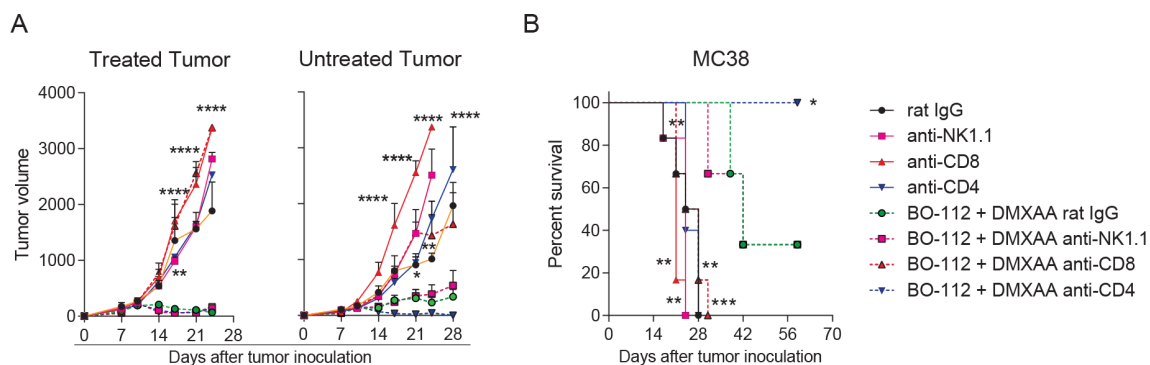 A
B
Treated Tumor
Untreated Tumor
MC38
Tumor volume
4000
3000
2000
1000
0
0 7 14 21 28
0 7 14 21 28
Days after tumor inoculation
****
****
****
**
****
****
****
****
**
*
Percent survival
100
80
60
40
20
0
0 14 28 42 56 70
Days after tumor inoculation
**
*
**
**
**
***
rat IgG
anti-NK1.1
anti-CD8
anti-CD4
BO-112 + DMXAA rat IgG
BO-112 + DMXAA anti-NK1.1
BO-112 + DMXAA anti-CD8
BO-112 + DMXAA anti-CD4